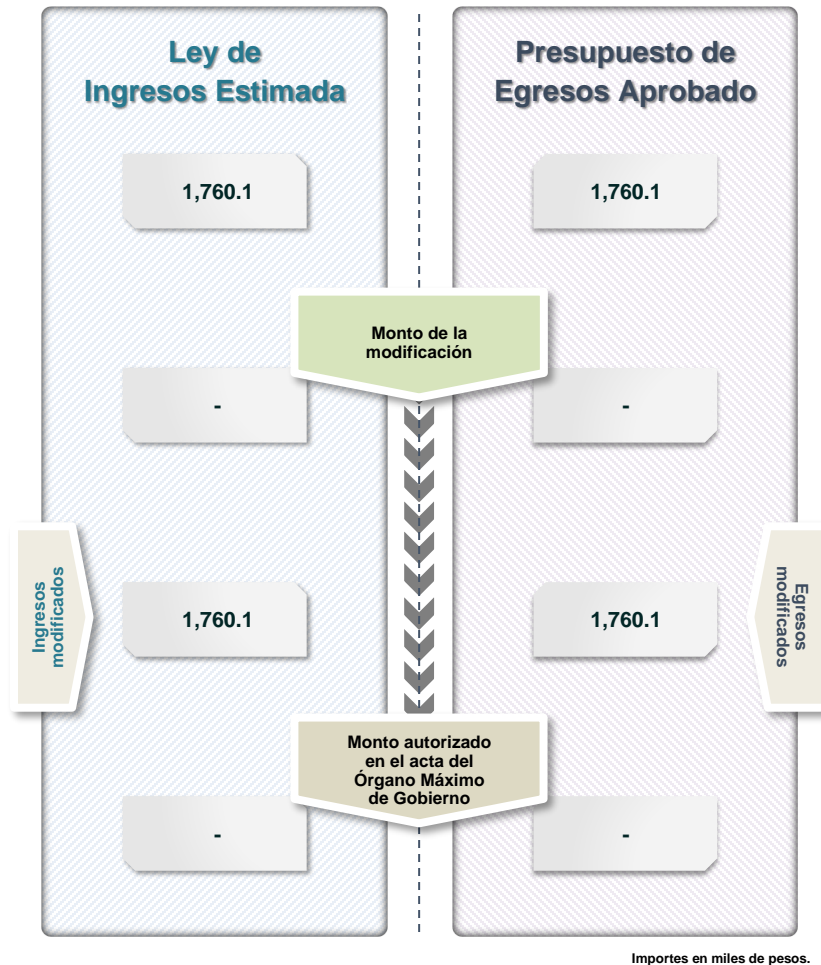 Ley de
Ingresos Estimada
Presupuesto de
Egresos Aprobado
1,760.1
1,760.1
Monto de la
modificación
-
-
Ingresos
modificados
1,760.1
1,760.1
Egresos
modificados
Monto autorizado
en el acta del
Órgano Máximo
de Gobierno
-
-
Importes en miles de pesos.